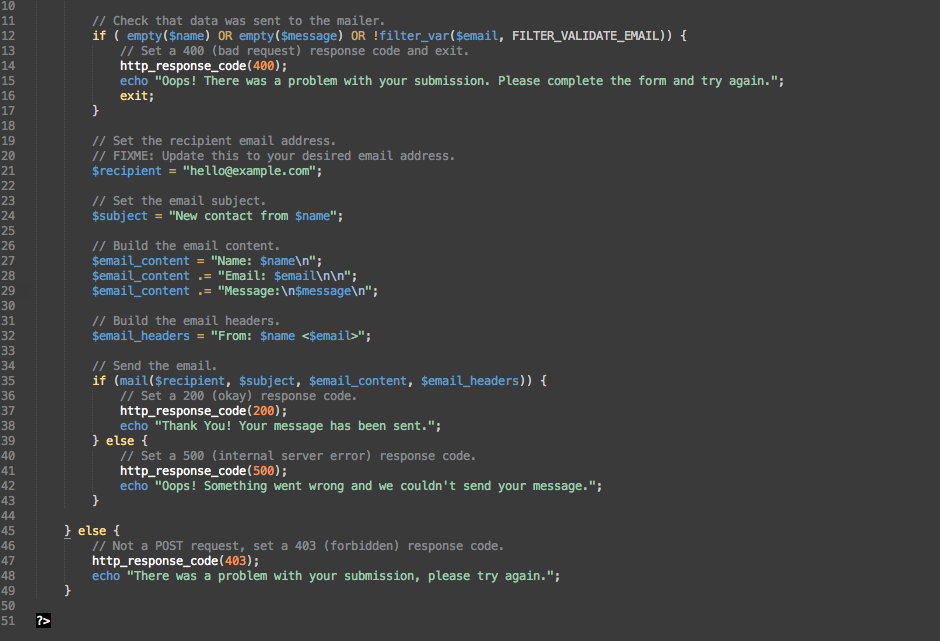 10
11 // Check that data was sent to the mailer.
12 if ( empty($name) OR empty($message) OR !filter_var($email, FILTER_VALIDATE_EMAIL)) {
13 // Set a 400 (bad request) response code and exit.
14 http_response_code(400);
15 echo "Oops! There was a problem with your submission. Please complete the form and try again.";
16 exit;
17 }
18
19 // Set the recipient email address.
20 // FIXME: Update this to your desired email address.
21 $recipient = "hello@example.com";
22
23 // Set the email subject.
24 $subject = "New contact from $name";
25
26 // Build the email content.
27 $email_content = "Name: $name\n";
28 $email_content .= "Email: $email\n\n";
29 $email_content .= "Message:\n$message\n";
30
31 // Build the email headers.
32 $email_headers = "From: $name <$email>";
33
34 // Send the email.
35 if (mail($recipient, $subject, $email_content, $email_headers)) {
36 // Set a 200 (okay) response code.
37 http_response_code(200);
38 echo "Thank You! Your message has been sent.";
39 } else {
40 // Set a 500 (internal server error) response code.
41 http_response_code(500);
42 echo "Oops! Something went wrong and we couldn't send your message.";
43 }
44
45 } else {
46 // Not a POST request, set a 403 (forbidden) response code.
47 http_response_code(403);
48 echo "There was a problem with your submission, please try again.";
49 }
50
51 ?>